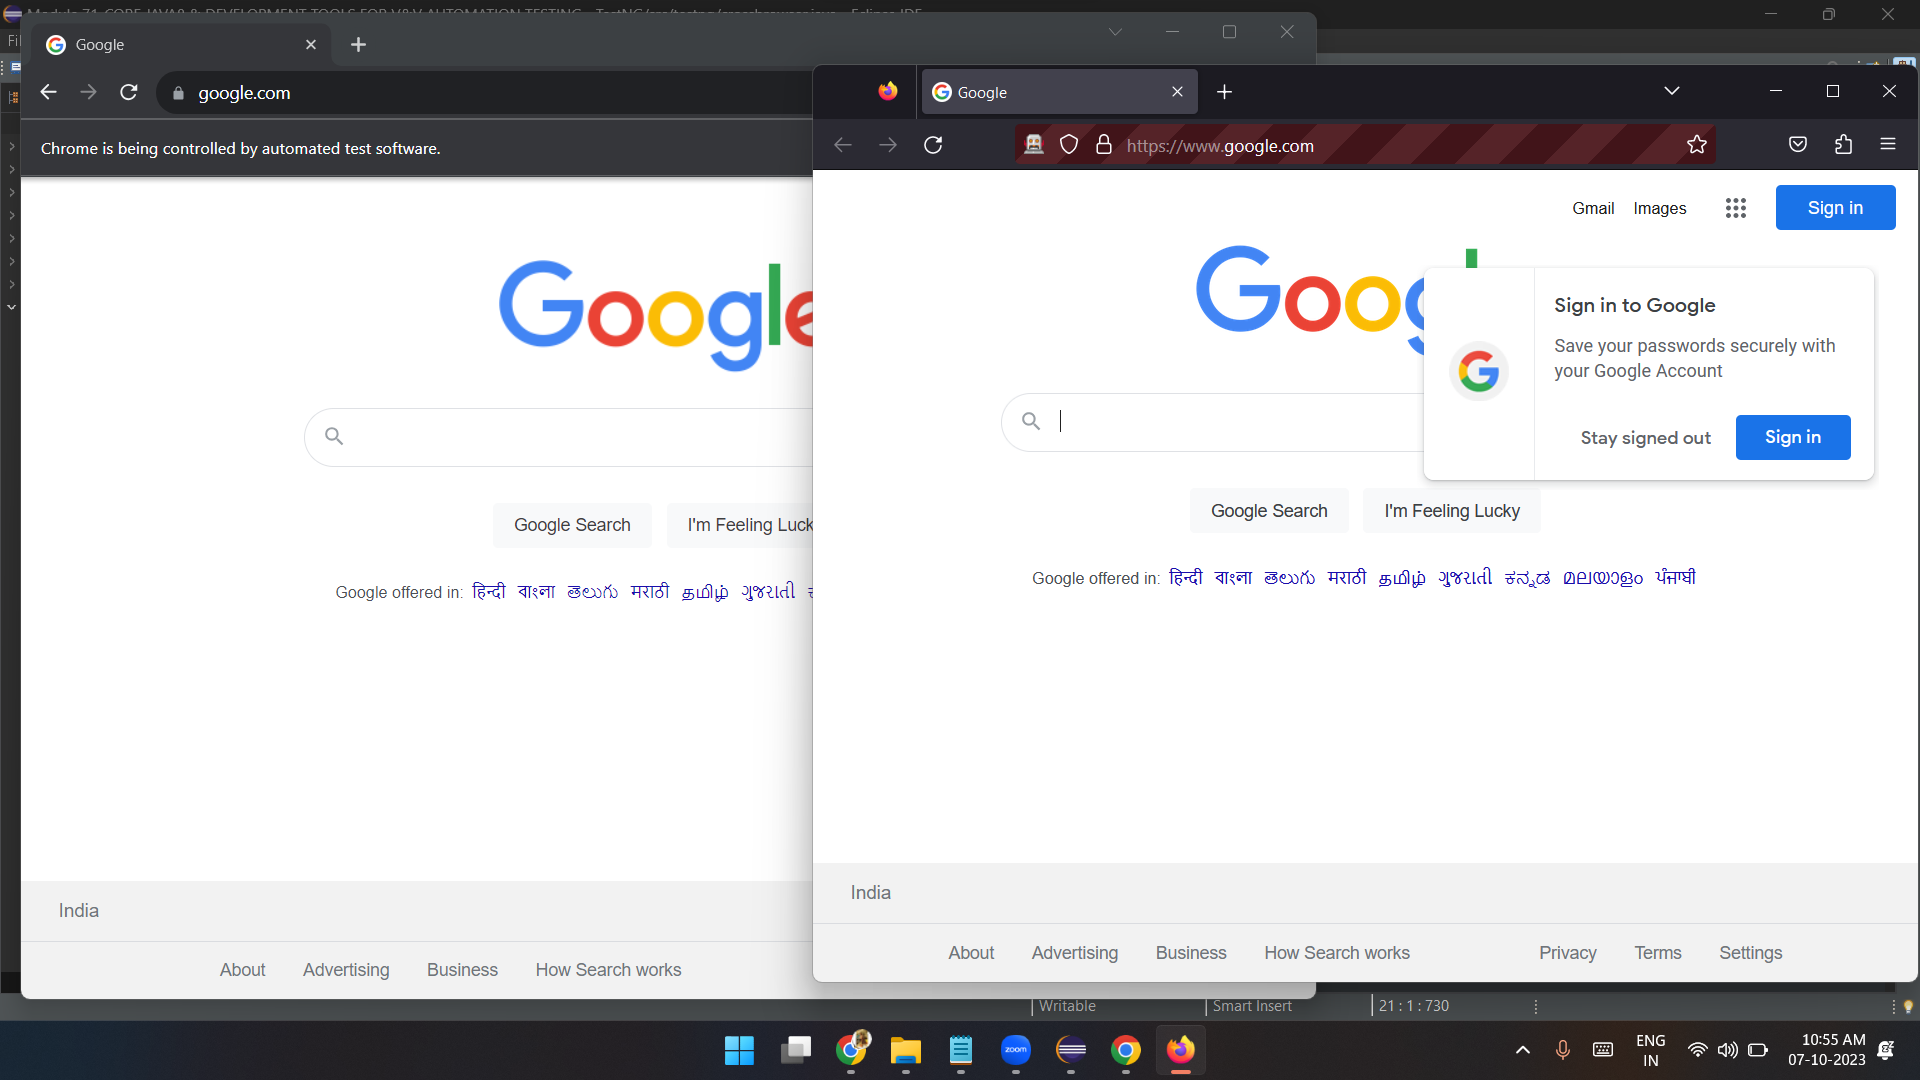 Google
google.com
Chrome is being controlled by automated test software.
Google
Google Search
I'm Feeling Luck
Google offered in: हिन्दी বাংলা తెలుగు मराठी தமிழ் ગુજરાતી
India
About Advertising Business How Search works
Google
https://www.google.com
Gmail Images Sign in
Goog
Sign in to Google
Save your passwords securely with
your Google Account
Stay signed out Sign in
Google Search I'm Feeling Lucky
Google offered in: हिन्दी বাংলা తెలుగు मराठी தமிழ் ગુજરાતી ಕನ್ನಡ മലയാളം ਪੰਜਾਬੀ
India
About Advertising Business How Search works Privacy Terms Settings
Writable Smart Insert 21 : 1 : 730
zoom
ENG
IN
10:55 AM
07-10-2023